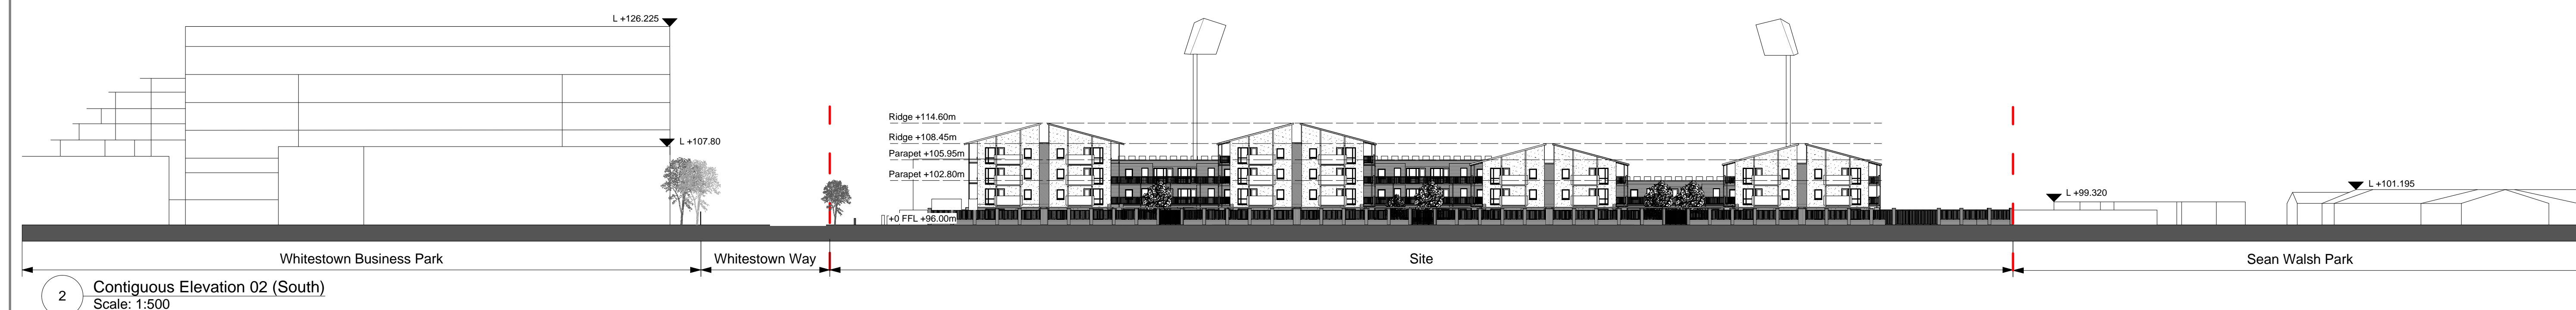 L +126.225
L +107.80
Ridge +114.60m
Ridge +108.45m
Parapet +105.95m
Parapet +102.80m
+0 FFL +96.00m
L +99.320
L +101.195
Whitestown Business Park
Whitestown Way
Site
Sean Walsh Park
2
Contiguous Elevation 02 (South)
Scale: 1:500